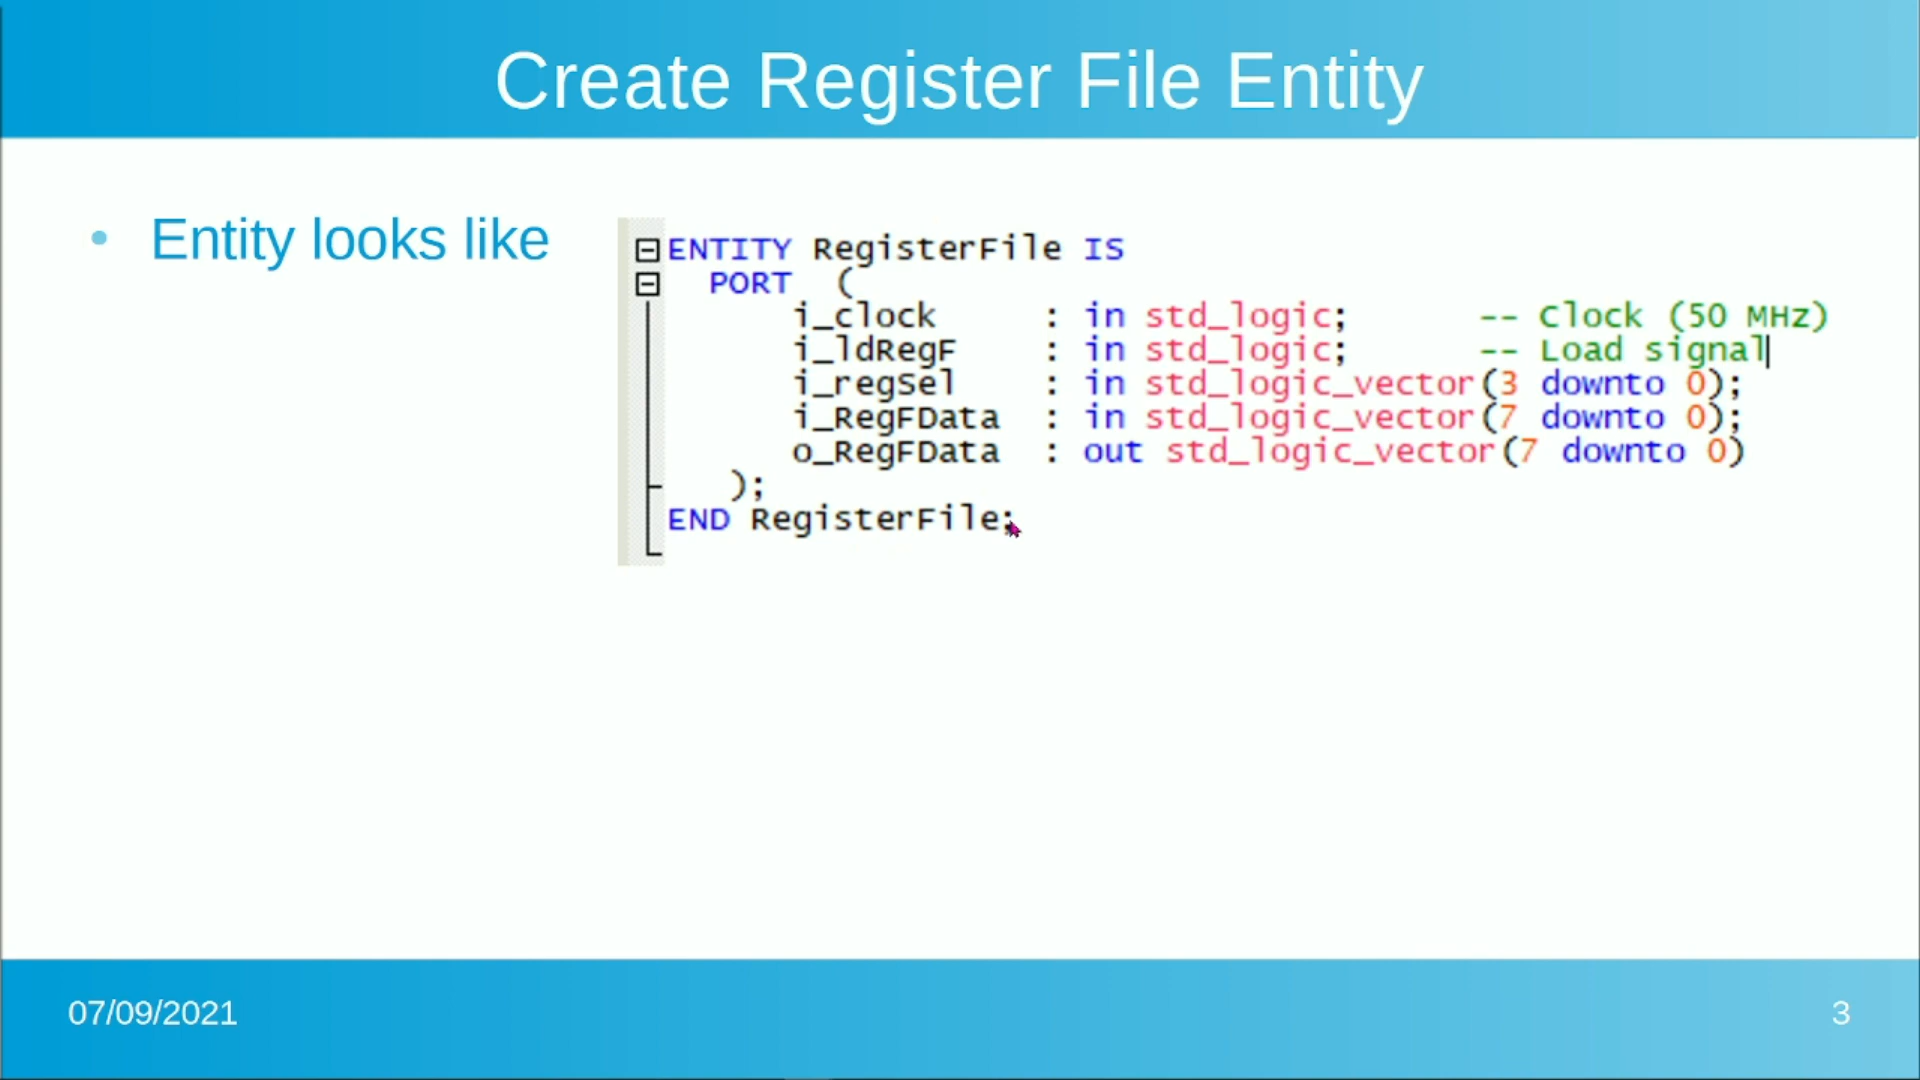 Create Register File Entity
• Entity looks like
ENTITY RegisterFile IS
PORT (
i_clock : in std_logic; -- Clock (50 MHz)
i_ldRegF : in std_logic; -- Load signal
i_regSel : in std_logic_vector(3 downto 0);
i_RegFData : in std_logic_vector(7 downto 0);
o_RegFData : out std_logic_vector(7 downto 0)
);
END RegisterFile;
07/09/2021
3